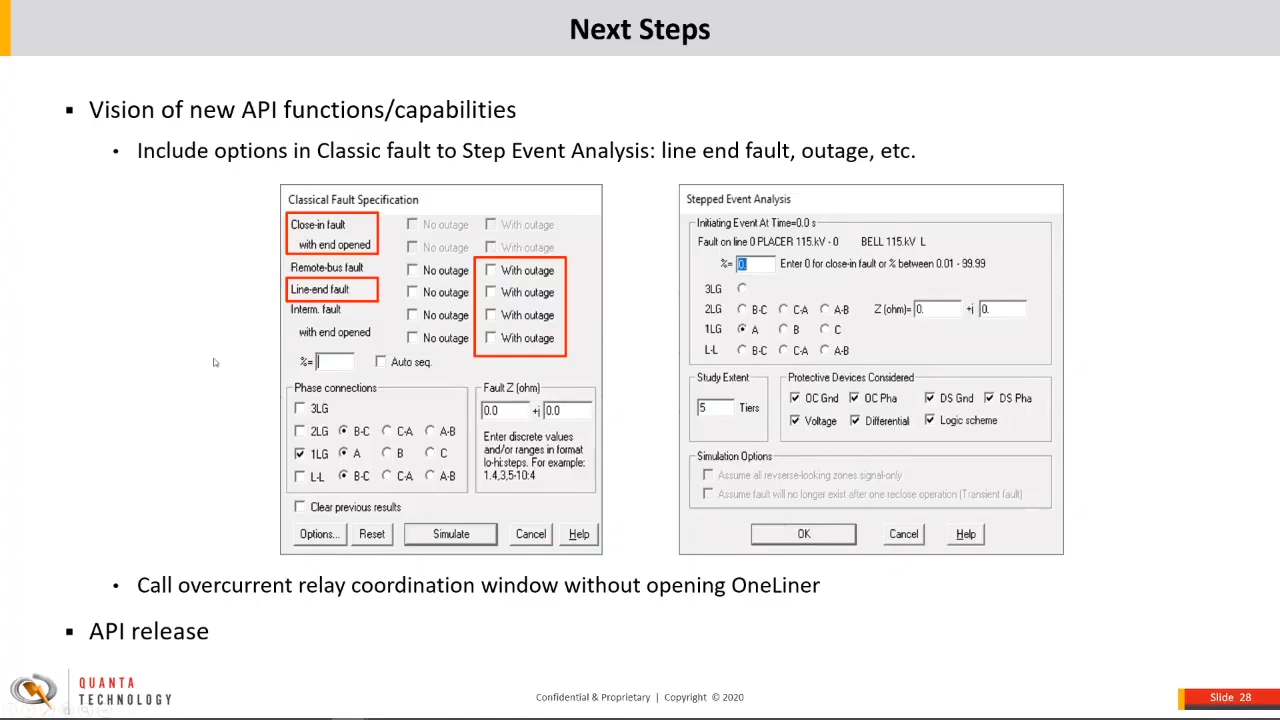 Next Steps
Vision of new API functions/capabilities
Include options in Classic fault to Step Event Analysis: line end fault, outage, etc.
Classical Fault Specification
Close-in fault No outage With outage
with end opened No outage With outage
Remote-bus fault No outage With outage
Line-end fault No outage With outage
Interm. fault No outage With outage
with end opened No outage With outage
%= Auto seq.
Phase connections
3LG
2LG B-C C-A A-B
1LG A B C
L-L B-C C-A A-B
Fault Z (ohm)
0.0 +j 0.0
Enter discrete values
and/or ranges in format
lo-hi:steps. For example:
1.4,3,5-10:4
Clear previous results
Options... Reset Simulate Cancel Help
Stepped Event Analysis
Initiating Event At Time=0.0 s
Fault on line 0 PLACER 115.kV - 0 BELL 115.kV L
%= 0. Enter 0 for close-in fault or % between 0.01 - 99.99
3LG
2LG B-C C-A A-B Z (ohm)= 0. +j 0.
1LG A B C
L-L B-C C-A A-B
Study Extent
5 Tiers
Protective Devices Considered
OC Gnd OC Pha DS Gnd DS Pha
Voltage Differential Logic scheme
Simulation Options
Assume all revserse-looking zones signal-only
Assume fault will no longer exist after one reclose operation (Transient fault)
OK Cancel Help
Call overcurrent relay coordination window without opening OneLiner
API release
QUANTA
TECHNOLOGY
Confidential & Proprietary | Copyright © 2020
Slide 28